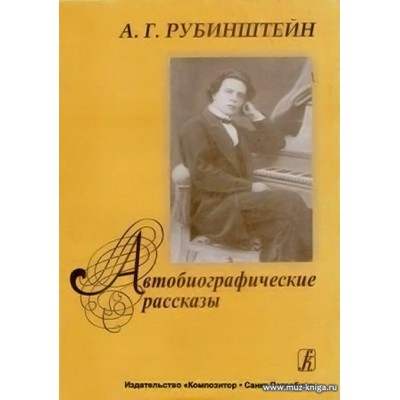 А. Г. РУБИНШТЕЙН
Автобиографические
рассказы
Издательство «Композитор • Санкт-
www.muz-kniga.ru